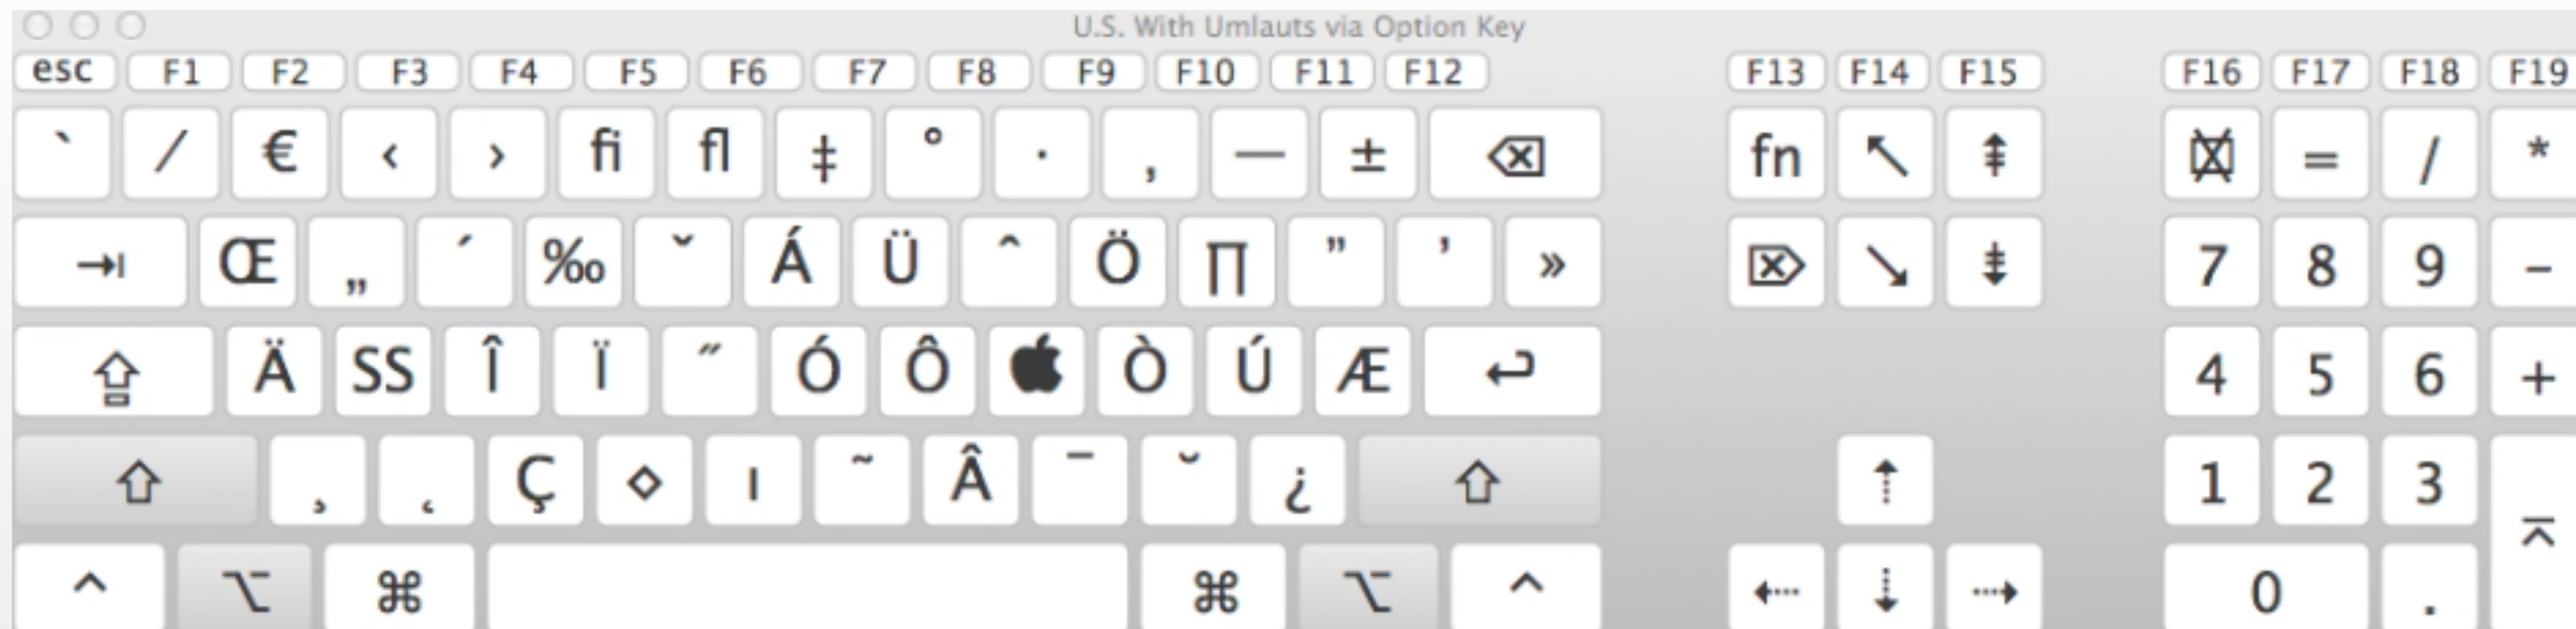 U.S. With Umlauts via Option Key
esc F1 F2 F3 F4 F5 F6 F7 F8 F9 F10 F11 F12 F13 F14 F15 F16 F17 F18 F19
` ⁄ € ‹ › ﬁ ﬂ ‡ ° · ‚ — ± ⌫ fn ↖ ⇞ ⌧ = / *
⇥ Œ „ ´ ‰ ˇ Á Ü ˆ Ö ∏ ” ’ » ⌦ ↘ ⇟ 7 8 9 -
⇪ Ä SS Î Ï ˝ Ó Ô  Ò Ú Æ ↩ 4 5 6 +
⇧ ¸ ˛ Ç ◊ ı ˜ Â ¯ ˘ ¿ ⇧ ⇡ 1 2 3 ⌤
⌃ ⌥ ⌘ ⌘ ⌥ ⌃ ⇠ ⇣ ⇢ 0 .